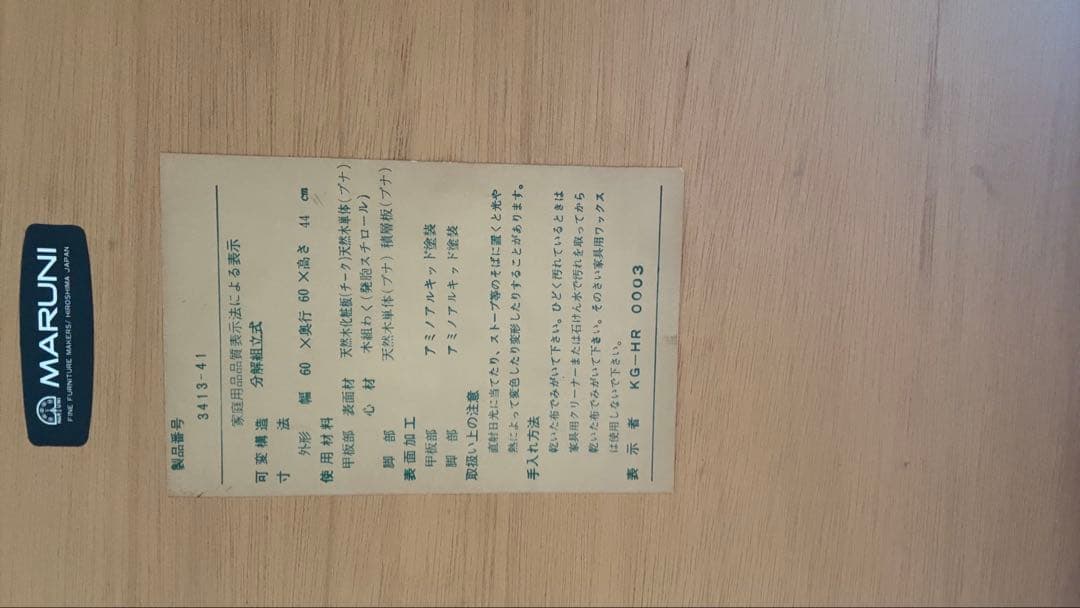 MARUNI
FINE FURNITURE MAKERS/ HIROSHIMA JAPAN
製品番号
3413-41
家庭用品品質表示法による表示
可変構造 分解組立式
寸 法
外形 幅 60 ×奥行 60 ×高さ 44 cm
使用材料
甲板部 表面材 天然木化粧板(チーク)天然木単体(ブナ)
心 材 木組わく(発胞スチロール)
脚 部 天然木単体(ブナ)積層板(ブナ)
表面加工
甲板部 アミノアルキッド塗装
脚 部 アミノアルキッド塗装
取扱い上の注意
直射日光に当てたり、ストーブ等のそばに置くと光や
熱によって変色したり変形したりすることがあります。
手入れ方法
乾いた布でみがいて下さい。ひどく汚れているときは
家具用クリーナーまたは石けん水で汚れを取ってから
乾いた布でみがいて下さい。そのさい家具用ワックス
は使用しないで下さい。
表 示 者 KG-HR 0003